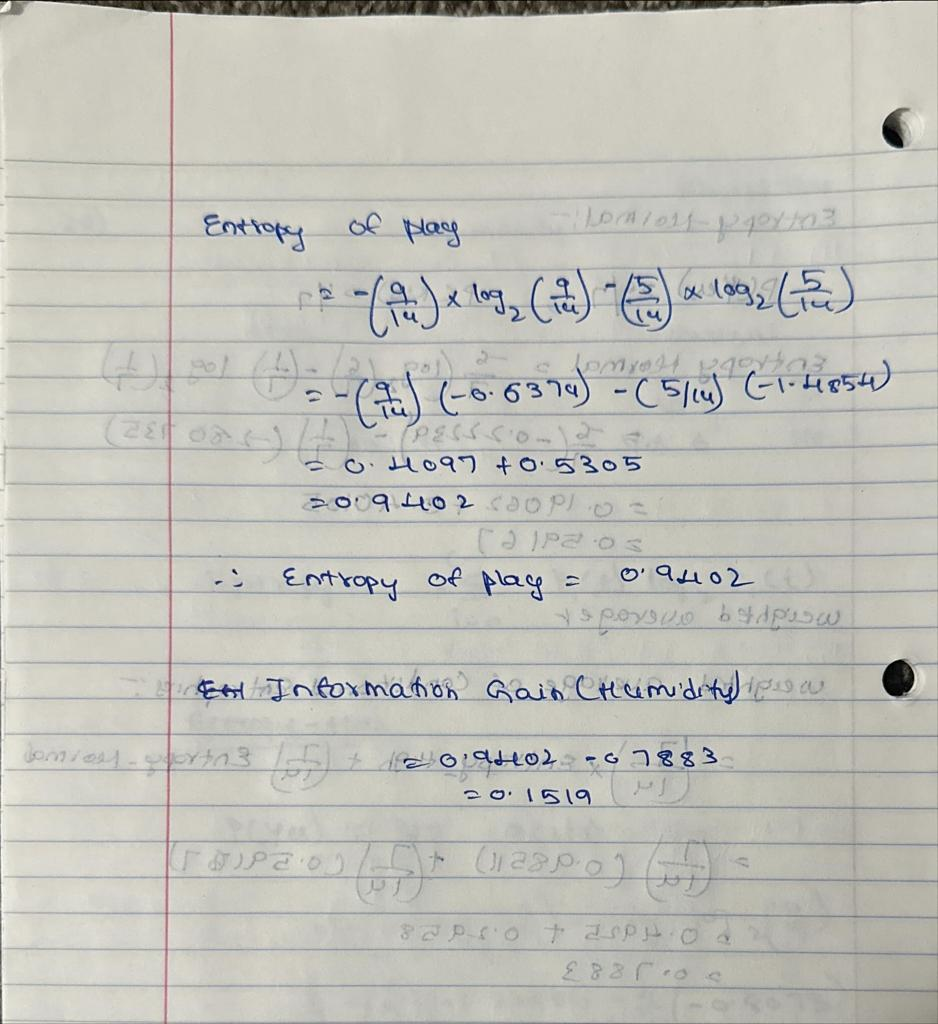 Entropy of play
= -(9/14) x log₂ (9/14) - (5/14) x log₂ (5/14)
= -(9/14) (-0.6374) - (5/14) (-1.4854)
= 0.4097 + 0.5305
= 0.9402
∴ Entropy of play = 0.9402
Information Gain (Humidity)
= 0.9402 - 0.7883
= 0.1519